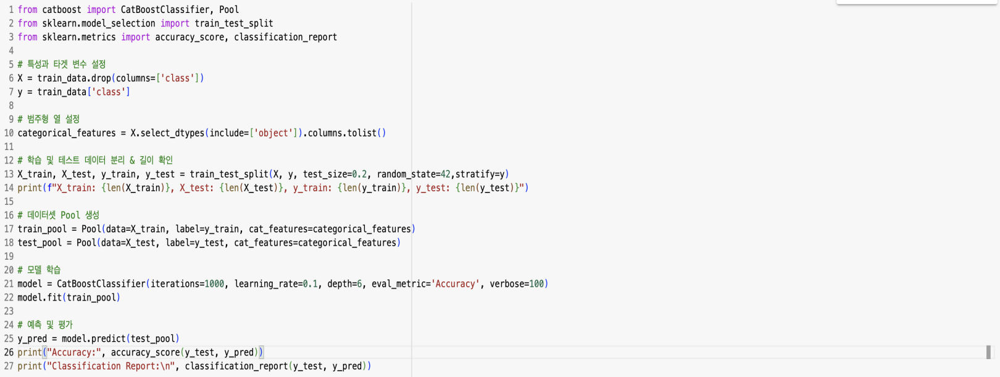 1 from catboost import CatBoostClassifier, Pool
2 from sklearn.model_selection import train_test_split
3 from sklearn.metrics import accuracy_score, classification_report
4
5 # 특성과 타겟 변수 설정
6 X = train_data.drop(columns=['class'])
7 y = train_data['class']
8
9 # 범주형 열 설정
10 categorical_features = X.select_dtypes(include=['object']).columns.tolist()
11
12 # 학습 및 테스트 데이터 분리 & 길이 확인
13 X_train, X_test, y_train, y_test = train_test_split(X, y, test_size=0.2, random_state=42,stratify=y)
14 print(f"X_train: {len(X_train)}, X_test: {len(X_test)}, y_train: {len(y_train)}, y_test: {len(y_test)}")
15
16 # 데이터셋 Pool 생성
17 train_pool = Pool(data=X_train, label=y_train, cat_features=categorical_features)
18 test_pool = Pool(data=X_test, label=y_test, cat_features=categorical_features)
19
20 # 모델 학습
21 model = CatBoostClassifier(iterations=1000, learning_rate=0.1, depth=6, eval_metric='Accuracy', verbose=100)
22 model.fit(train_pool)
23
24 # 예측 및 평가
25 y_pred = model.predict(test_pool)
26 print("Accuracy:", accuracy_score(y_test, y_pred))
27 print("Classification Report:\n", classification_report(y_test, y_pred))